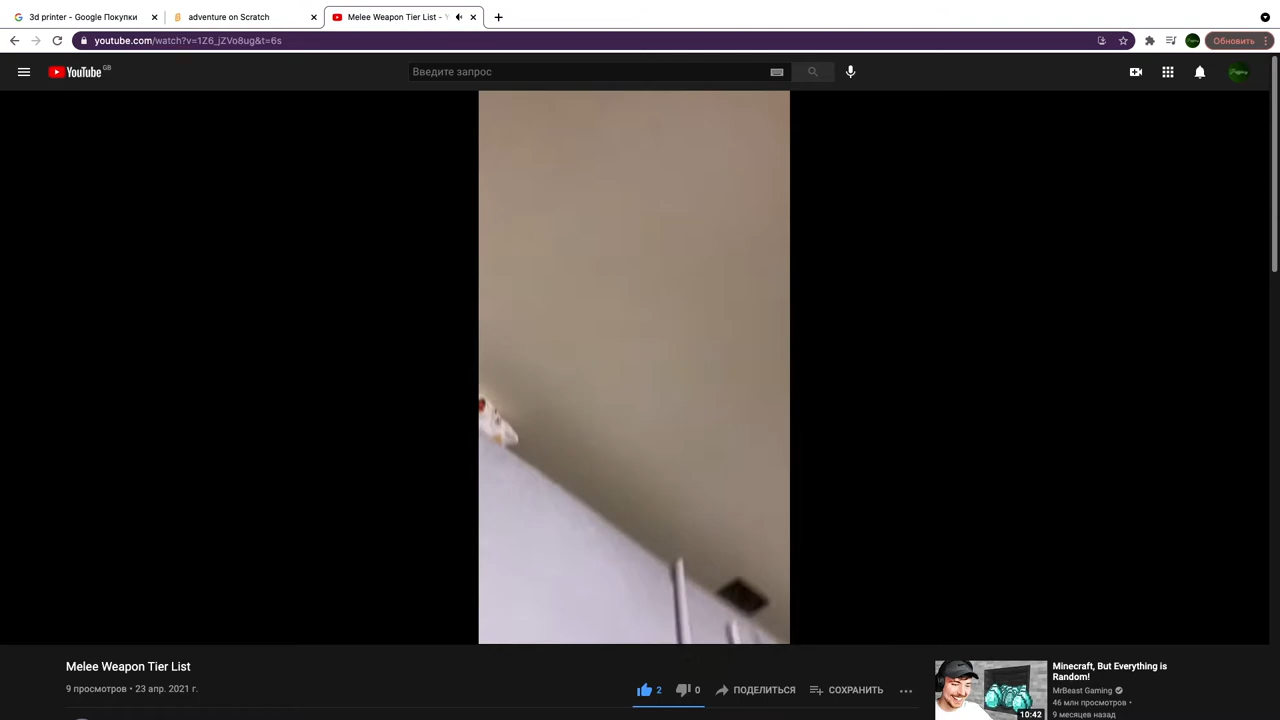 3d printer - Google Покупки
adventure on Scratch
Melee Weapon Tier List -
youtube.com/watch?v=1Z6_jZVo8ug&t=6s
Обновить
YouTube GB
Введите запрос
Melee Weapon Tier List
9 просмотров • 23 апр. 2021 г.
2
0
ПОДЕЛИТЬСЯ
СОХРАНИТЬ
10:42
Minecraft, But Everything is
Random!
MrBeast Gaming
46 млн просмотров •
9 месяцев назад